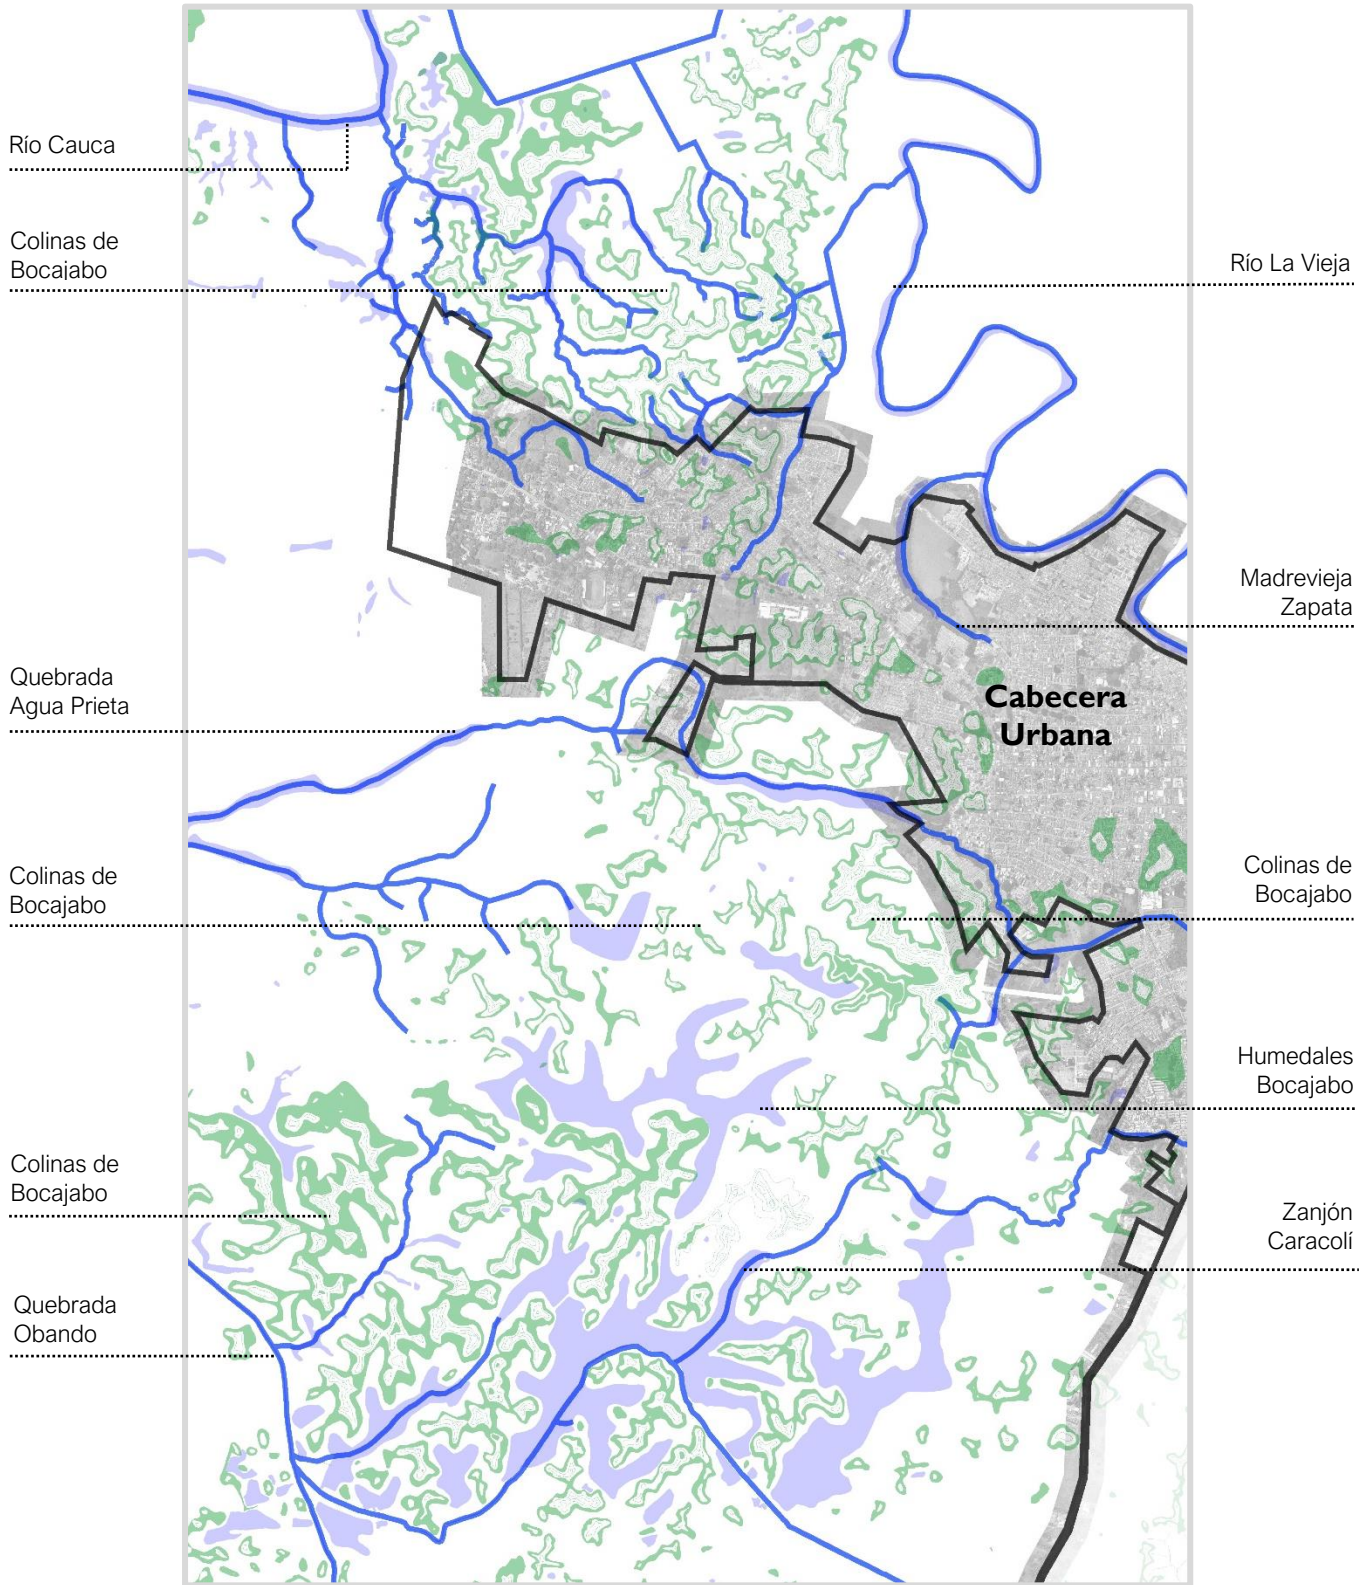 Río Cauca
Colinas de
Bocajabo
Río La Vieja
Madrevieja
Zapata
Quebrada
Agua Prieta
Cabecera
Urbana
Colinas de
Bocajabo
Colinas de
Bocajabo
Humedales
Bocajabo
Colinas de
Bocajabo
Zanjón
Caracolí
Quebrada
Obando